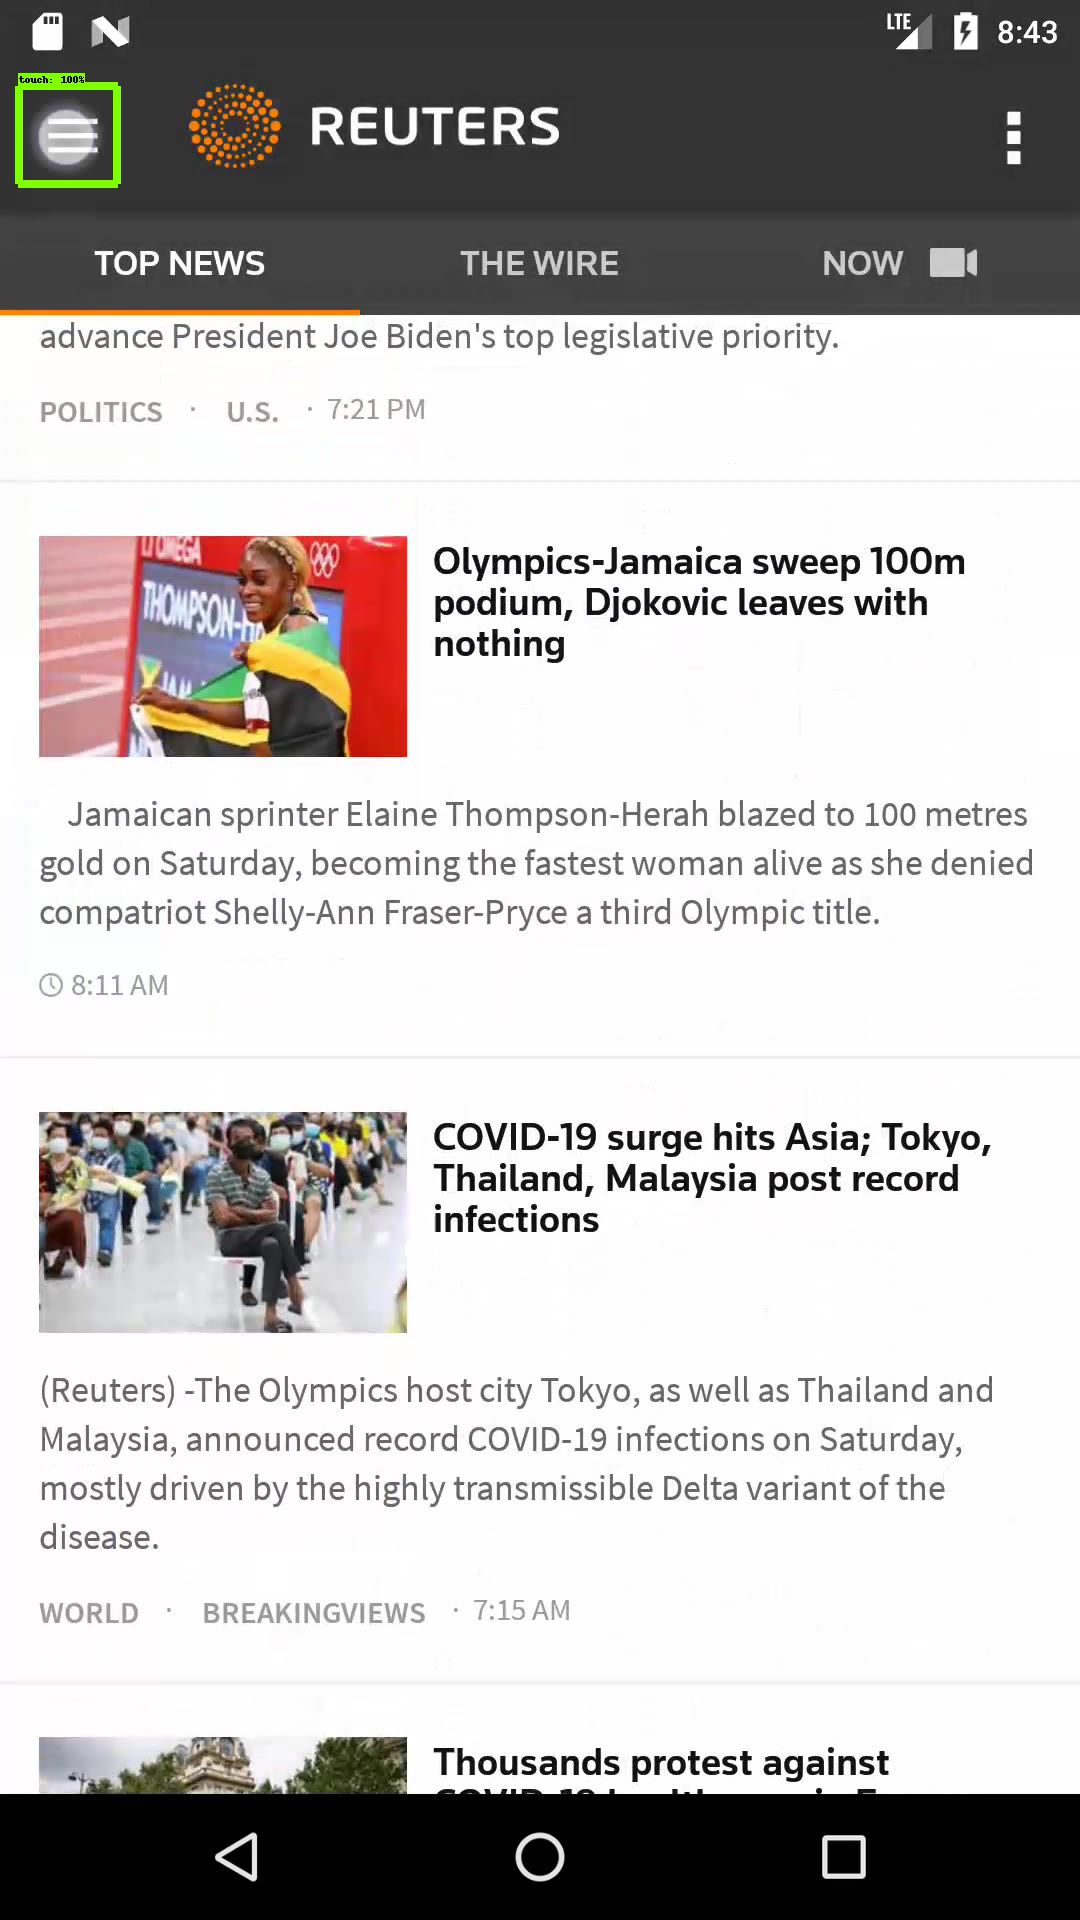 LTE 8:43
touch: 100%
REUTERS
TOP NEWS THE WIRE NOW
advance President Joe Biden's top legislative priority.
POLITICS · U.S. · 7:21 PM
Olympics-Jamaica sweep 100m
podium, Djokovic leaves with
nothing
Jamaican sprinter Elaine Thompson-Herah blazed to 100 metres
gold on Saturday, becoming the fastest woman alive as she denied
compatriot Shelly-Ann Fraser-Pryce a third Olympic title.
8:11 AM
COVID-19 surge hits Asia; Tokyo,
Thailand, Malaysia post record
infections
(Reuters) -The Olympics host city Tokyo, as well as Thailand and
Malaysia, announced record COVID-19 infections on Saturday,
mostly driven by the highly transmissible Delta variant of the
disease.
WORLD · BREAKINGVIEWS · 7:15 AM
Thousands protest against